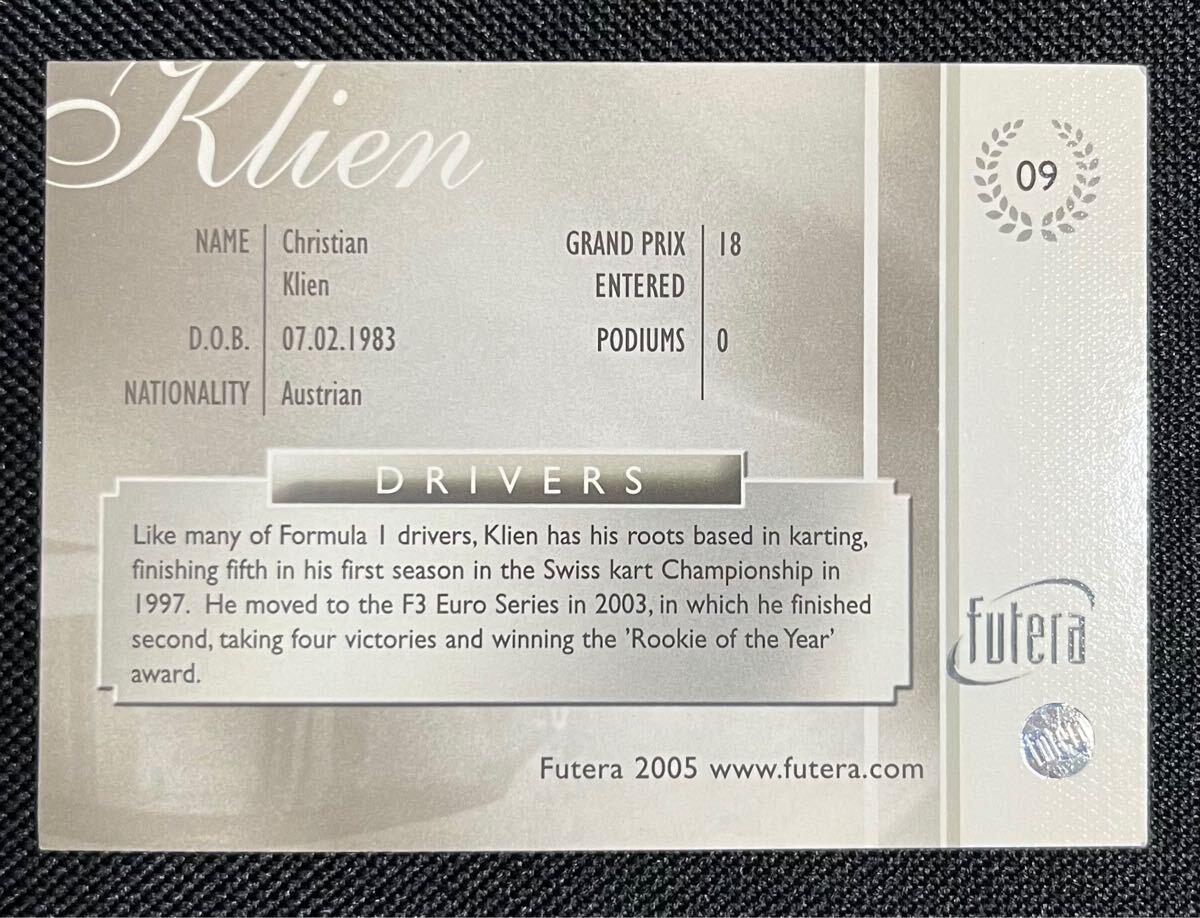 Klien
09
NAME Christian
Klien
D.O.B. 07.02.1983
NATIONALITY Austrian
GRAND PRIX 18
ENTERED
PODIUMS 0
DRIVERS
Like many of Formula 1 drivers, Klien has his roots based in karting,
finishing fifth in his first season in the Swiss kart Championship in
1997. He moved to the F3 Euro Series in 2003, in which he finished
second, taking four victories and winning the 'Rookie of the Year'
award.
futera
Futera 2005 www.futera.com